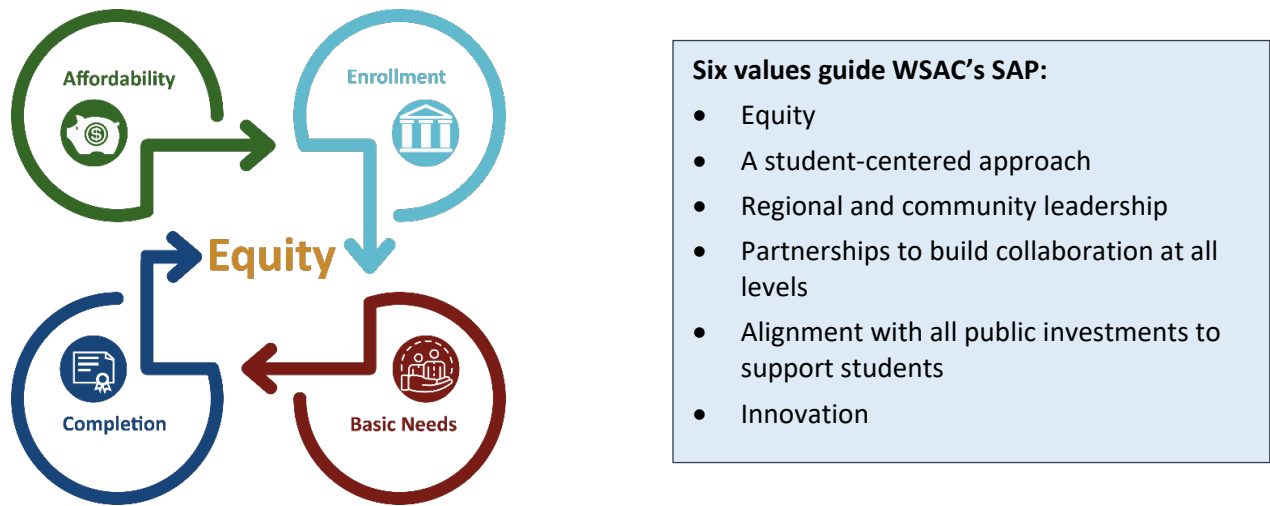 Affordability
Enrollment
Equity
Completion
Basic Needs
Six values guide WSAC’s SAP:
• Equity
• A student-centered approach
• Regional and community leadership
• Partnerships to build collaboration at all
levels
• Alignment with all public investments to
support students
• Innovation